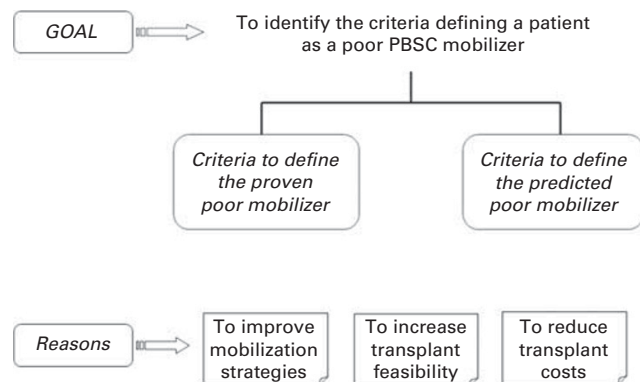 GOAL
To identify the criteria defining a patient
as a poor PBSC mobilizer
Criteria to define
the proven
poor mobilizer
Criteria to define
the predicted
poor mobilizer
Reasons
To improve
mobilization
strategies
To increase
transplant
feasibility
To reduce
transplant
costs